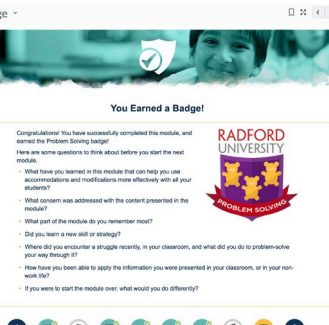 ge
You Earned a Badge!
Congratulations! You have successfully completed this module, and
earned the Problem Solving badge!
Here are some questions to think about before you start the next
module.
What have you learned in this module that can help you use
accommodations and modifications more effectively with all your
students?
What concern was addressed with the content presented in the
module?
What part of the module do you remember most?
Did you learn a new skill or strategy?
Where did you encounter a struggle recently, in your classroom, and what did you do to problem-solve
your way through it?
How have you been able to apply the information you were presented in your classroom, or in your non-
work life?
If you were to start the module over, what would you do differently?
RADFORD
UNIVERSITY
PROBLEM SOLVING